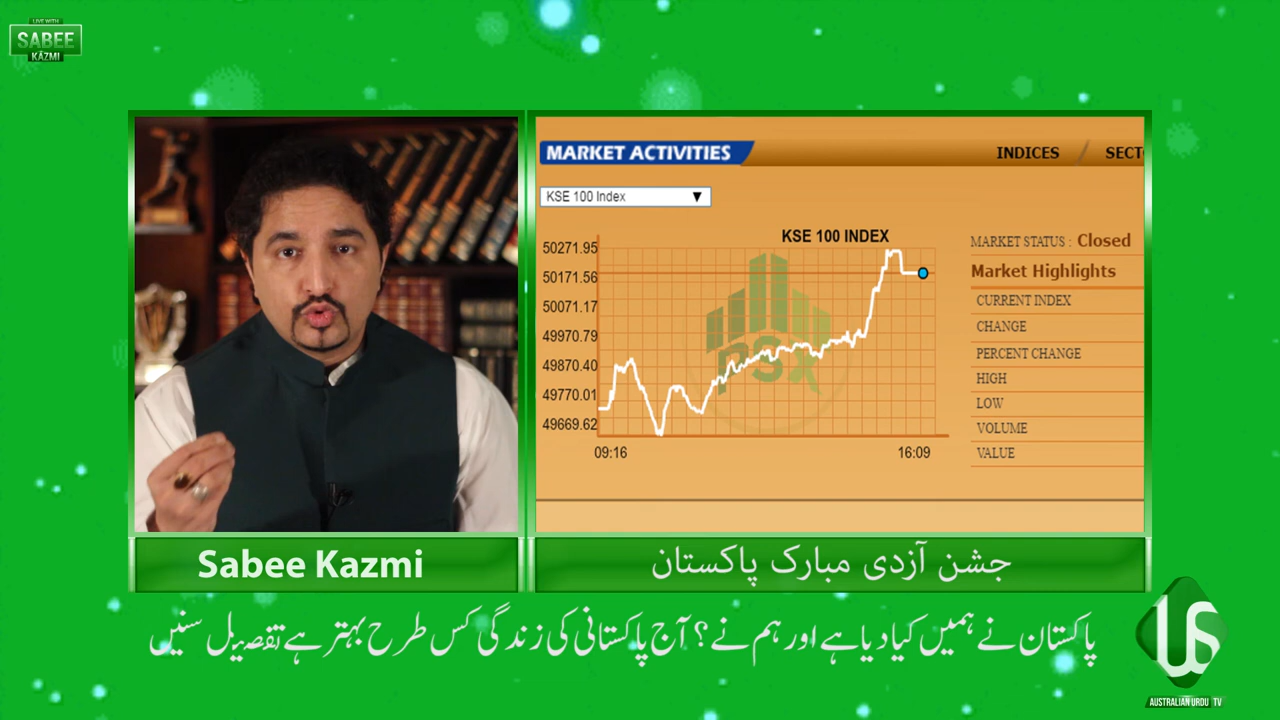 LIVE WITH
SABEE
KAZMI
MARKET ACTIVITIES
INDICES / SECT
KSE 100 Index ▼
KSE 100 INDEX
50271.95
50171.56
50071.17
49970.79
49870.40
49770.01
49669.62
09:16 16:09
PSX
MARKET STATUS : Closed
Market Highlights
CURRENT INDEX
CHANGE
PERCENT CHANGE
HIGH
LOW
VOLUME
VALUE
Sabee Kazmi
جشن آزدی مبارک پاکستان
پاکستان نے ہمیں کیا دیا ہے اور ہم نے؟ آج پاکستانی کی زندگی کس طرح بہتر ہے تفصیل سنیں
US
AUSTRALIAN URDU TV